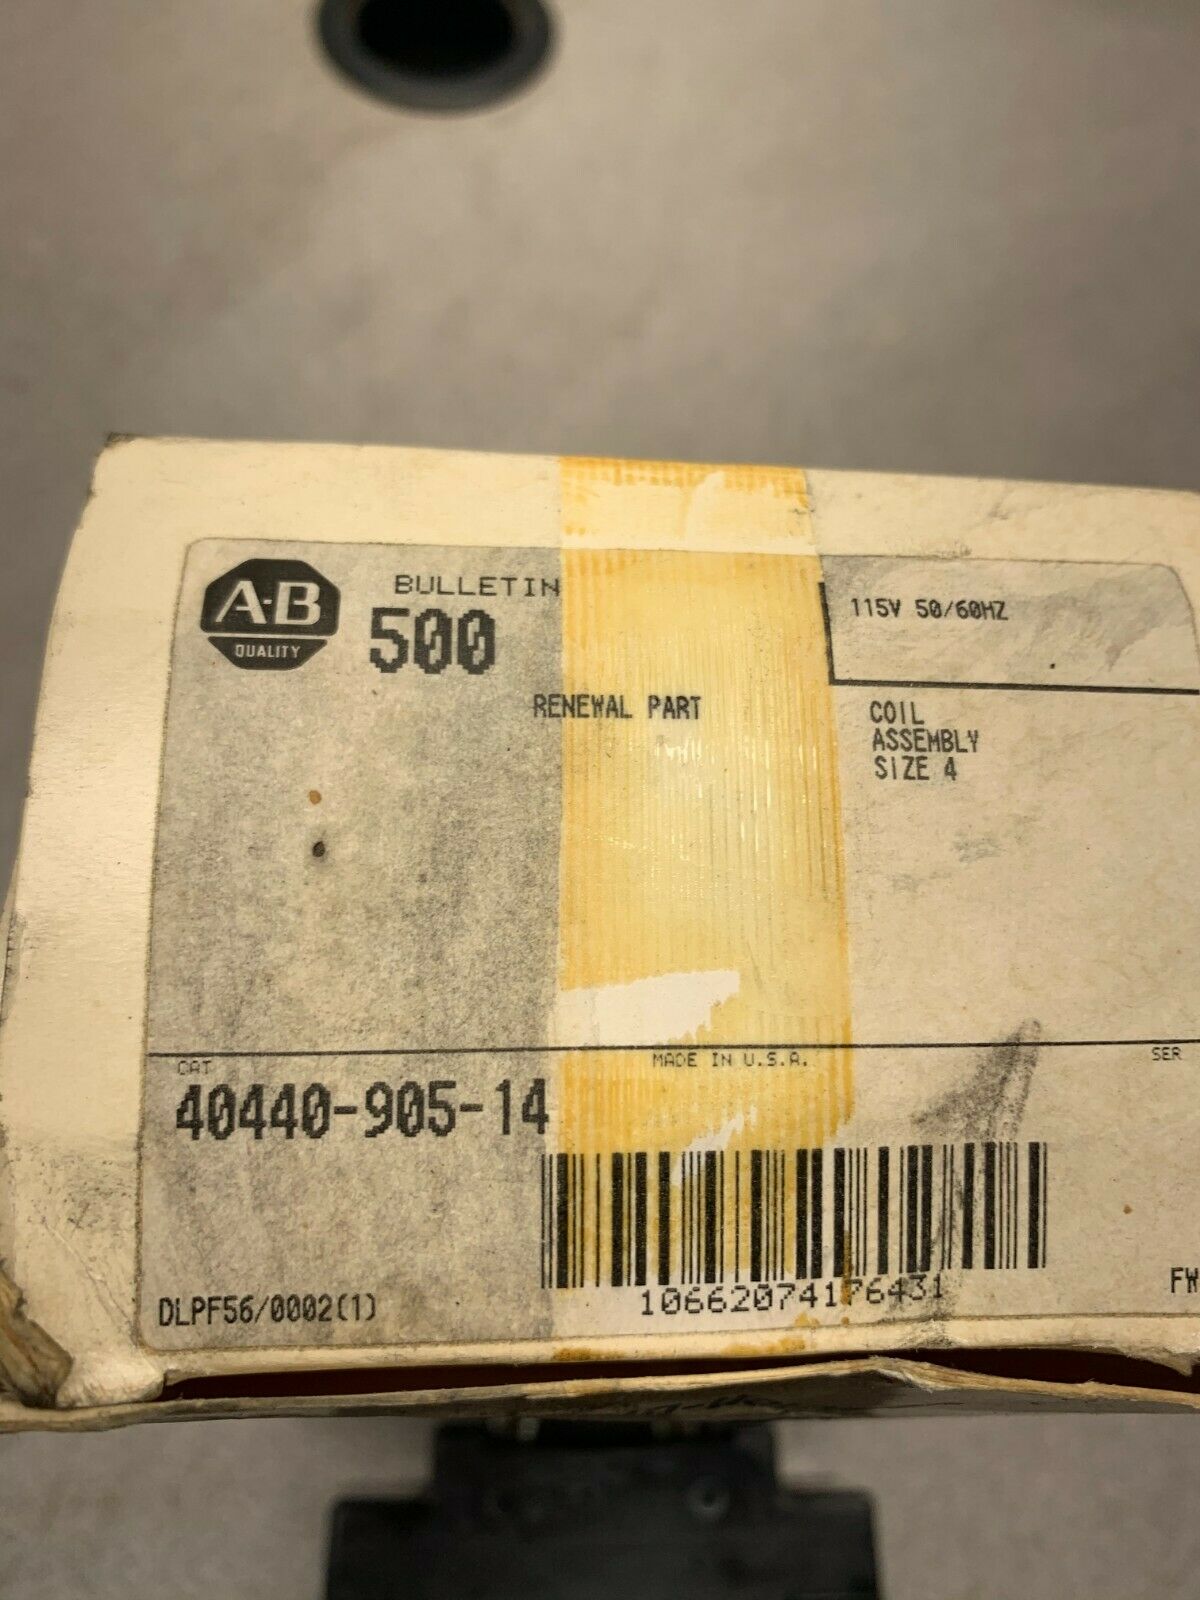 A-B
QUALITY
BULLETIN
500
115V 50/60HZ
RENEWAL PART
COIL
ASSEMBLY
SIZE 4
CAT
MADE IN U.S.A.
SER
40440-905-14
10662074176431
DLPF56/0002(1)
FW